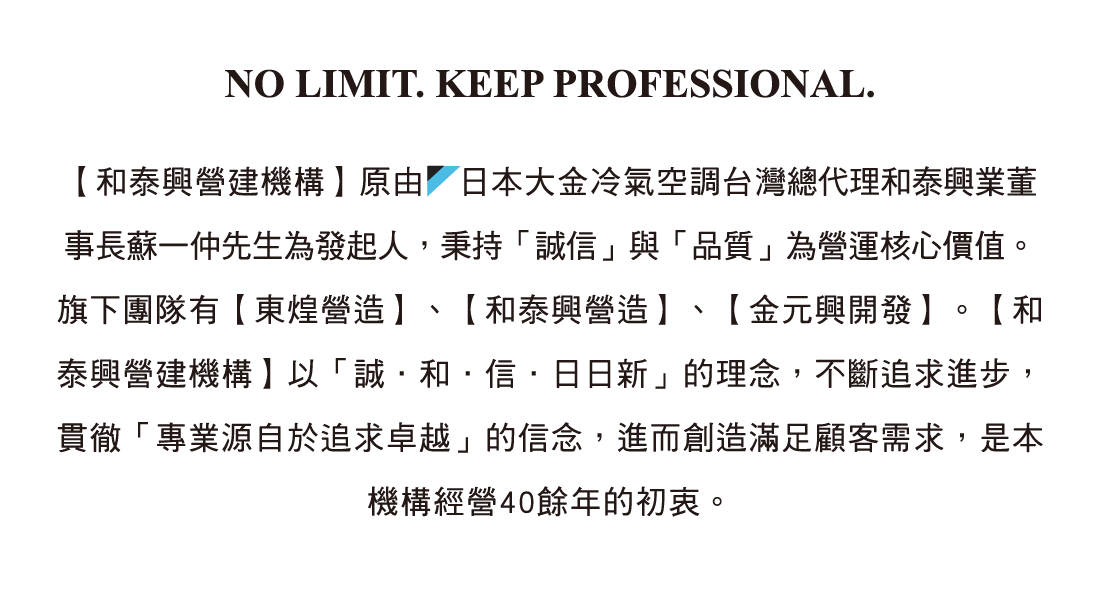 NO LIMIT. KEEP PROFESSIONAL.
【和泰興營建機構】原由日本大金冷氣空調台灣總代理和泰興業董
事長蘇一仲先生為發起人，秉持「誠信」與「品質」為營運核心價值。
旗下團隊有【東煌營造】、【和泰興營造】、【金元興開發】。【和
泰興營建機構】以「誠·和·信·日日新」的理念，不斷追求進步，
貫徹「專業源自於追求卓越」的信念，進而創造滿足顧客需求，是本
機構經營40餘年的初衷。